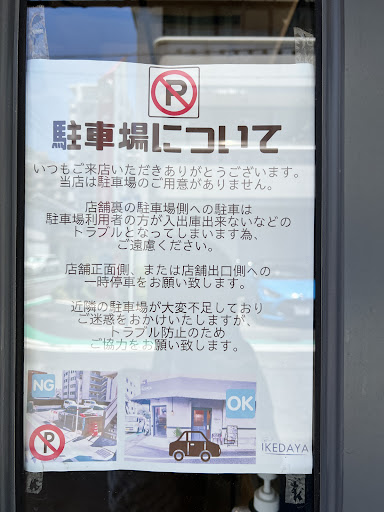 P
駐車場について
いつもご来店いただきありがとうございます。
当店は駐車場のご用意がありません。
店舗裏の駐車場側への駐車は
駐車場利用者の方が入出庫出来ないなどの
トラブルとなってしまいます為、
ご遠慮ください。
店舗正面側、または店舗出口側への
一時停車をお願い致します。
近隣の駐車場が大変不足しており
ご迷惑をおかけいたしますが、
トラブル防止のため
ご協力をお願い致します。
NG
OK
P
IKEDAYA